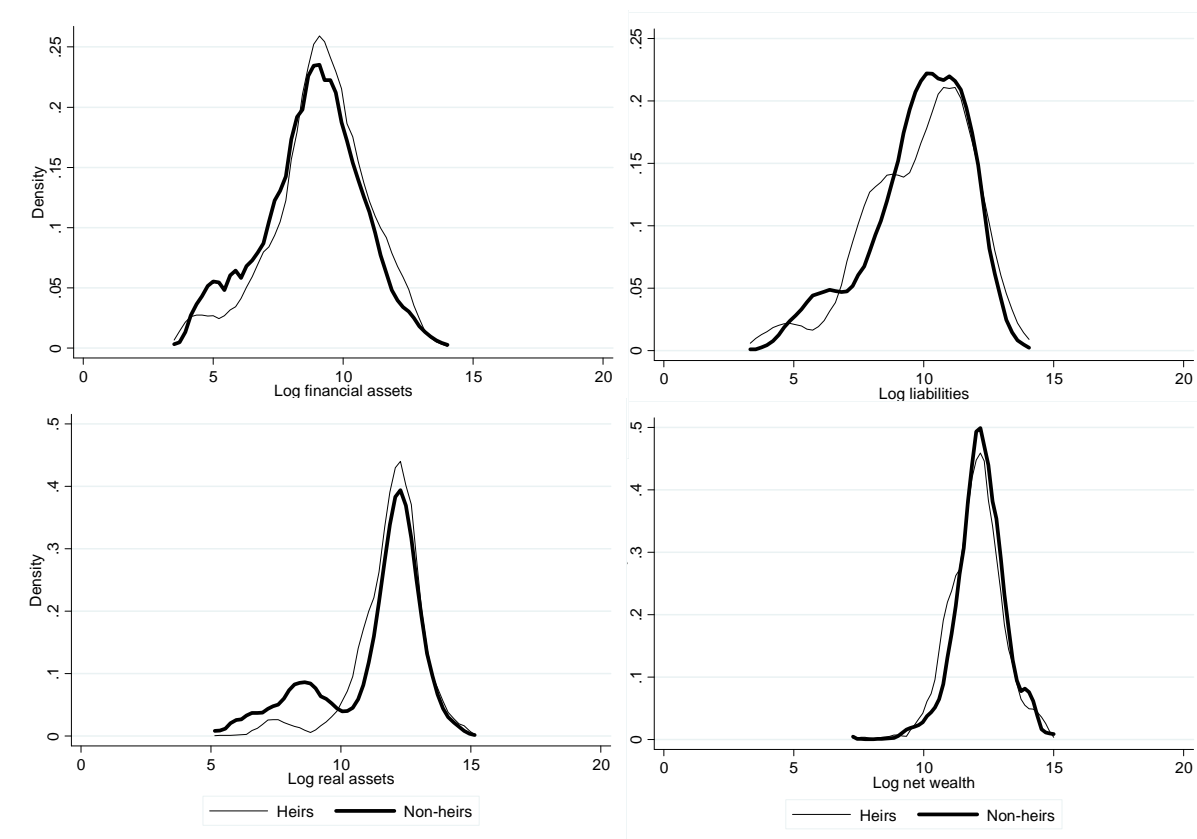 .25
.2
.15
.1
.05
0
Density
0 5 10 15 20
Log financial assets
.25
.2
.15
.1
.05
0
0 5 10 15 20
Log liabilities
.5
.4
.3
.2
.1
0
Density
0 5 10 15 20
Log real assets
Heirs Non-heirs
.5
.4
.3
.2
.1
0
0 5 10 15 20
Log net wealth
Heirs Non-heirs